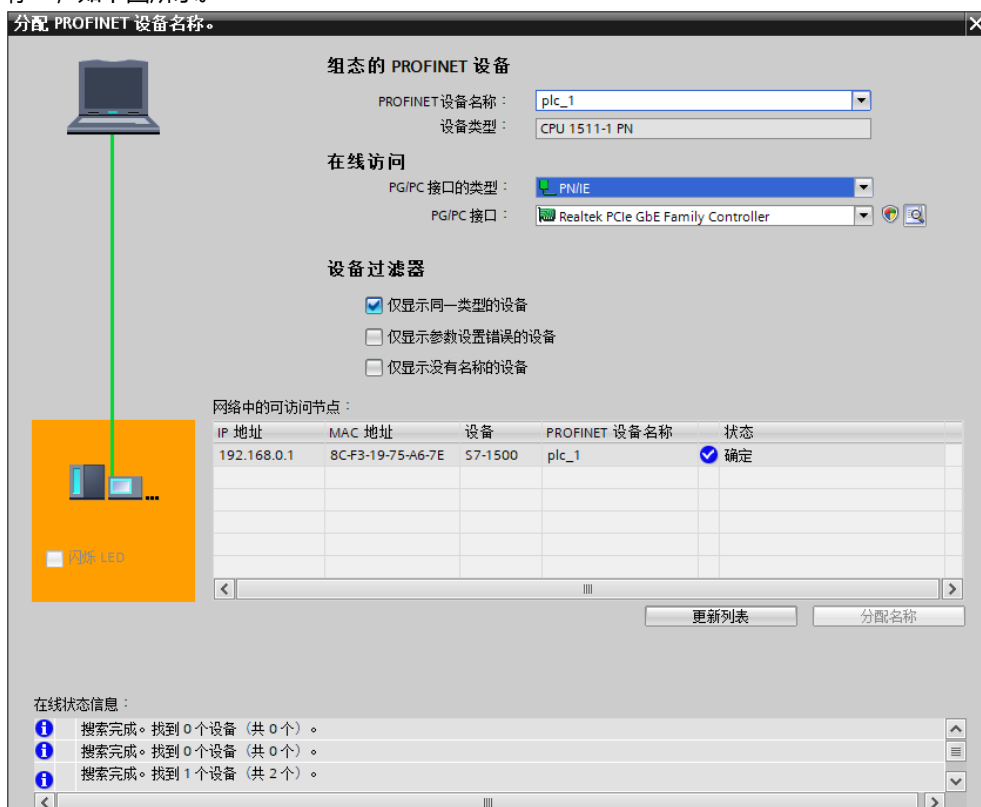 分配 PROFINET 设备名称。
组态的 PROFINET 设备
PROFINET设备名称： plc_1
设备类型： CPU 1511-1 PN
在线访问
PG/PC 接口的类型： PN/IE
PG/PC 接口： Realtek PCIe GbE Family Controller
设备过滤器
仅显示同一类型的设备
仅显示参数设置错误的设备
仅显示没有名称的设备
网络中的可访问节点：
IP 地址 MAC 地址 设备 PROFINET 设备名称 状态
192.168.0.1 8C-F3-19-75-A6-7E S7-1500 plc_1 确定
闪烁 LED
更新列表 分配名称
在线状态信息：
搜索完成。找到 0 个设备（共 0 个）。
搜索完成。找到 0 个设备（共 0 个）。
搜索完成。找到 1 个设备（共 2 个）。